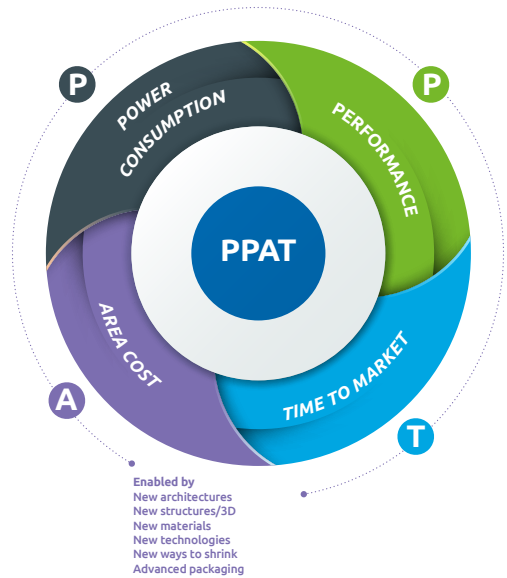 P
P
POWER
CONSUMPTION
PERFORMANCE
PPAT
AREA COST
TIME TO MARKET
A
T
Enabled by
New architectures
New structures/3D
New materials
New technologies
New ways to shrink
Advanced packaging